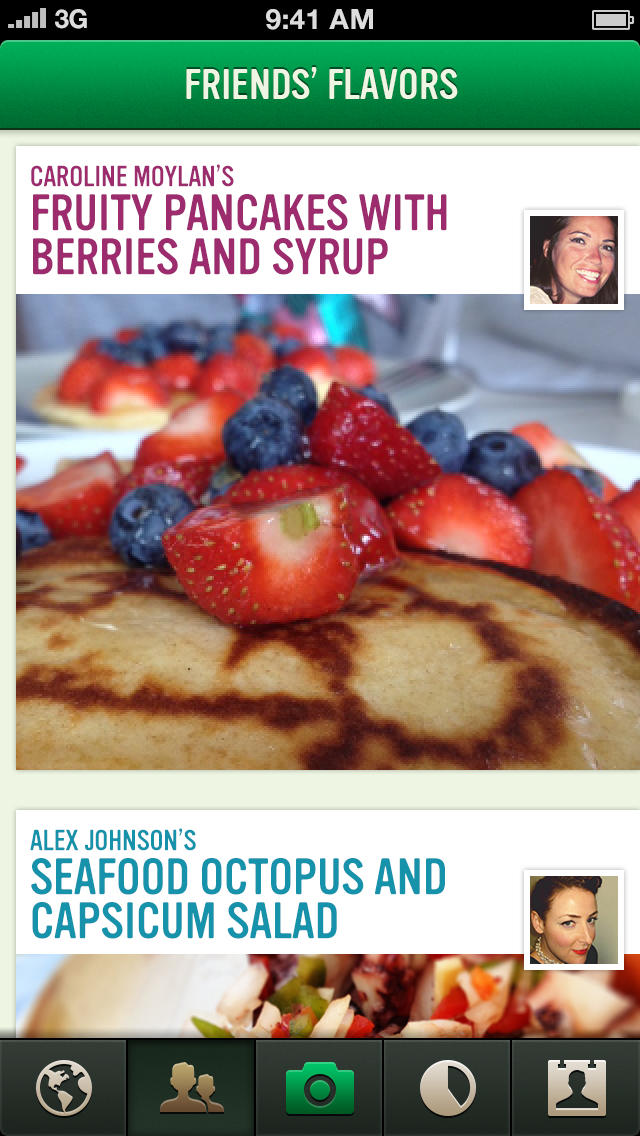 3G 9:41 AM
FRIENDS’ FLAVORS
CAROLINE MOYLAN’S
FRUITY PANCAKES WITH
BERRIES AND SYRUP
ALEX JOHNSON’S
SEAFOOD OCTOPUS AND
CAPSICUM SALAD